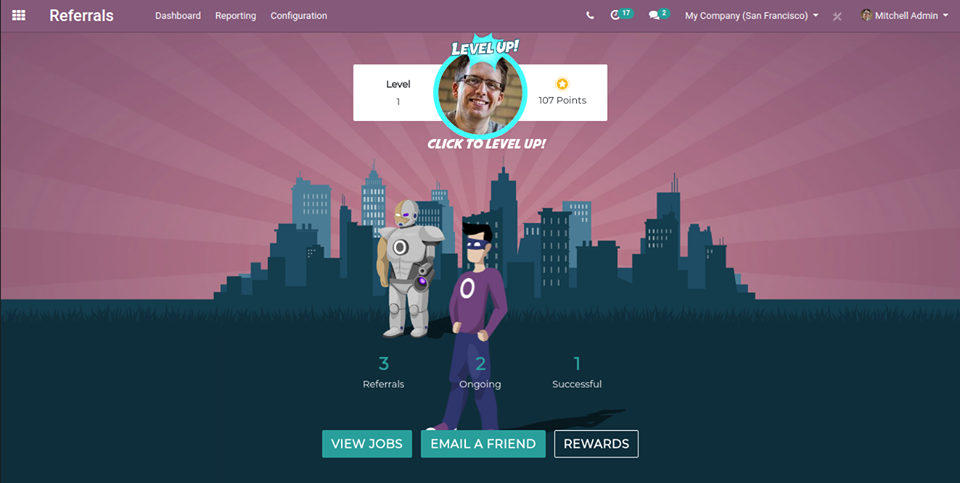 Referrals Dashboard Reporting Configuration 17 2 My Company (San Francisco) Mitchell Admin
LEVEL UP!
Level
1
107 Points
CLICK TO LEVEL UP!
O
O
3 2 1
Referrals Ongoing Successful
VIEW JOBS EMAIL A FRIEND REWARDS